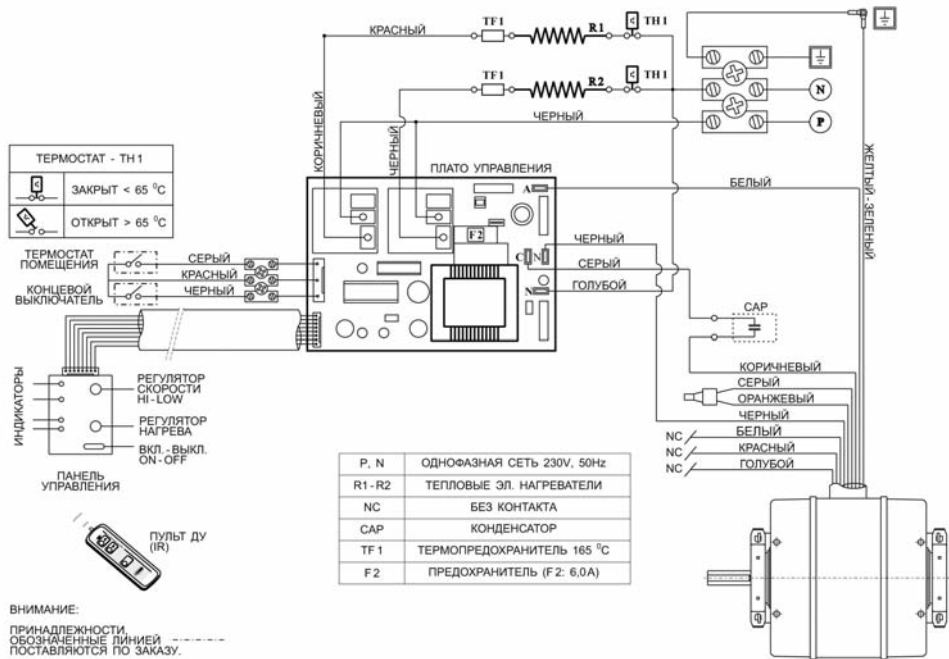 КРАСНЫЙ
TF1
R1
TH1
TF1
R2
TH1
КОРИЧНЕВЫЙ
ЧЕРНЫЙ
ЧЕРНЫЙ
N
P
ЖЕЛТЫЙ - ЗЕЛЕНЫЙ
ТЕРМОСТАТ - TH1
ЗАКРЫТ < 65 °C
ОТКРЫТ > 65 °C
ПЛАТО УПРАВЛЕНИЯ
A
БЕЛЫЙ
F2
C N
ЧЕРНЫЙ
СЕРЫЙ
N
ГОЛУБОЙ
ТЕРМОСТАТ
ПОМЕЩЕНИЯ
СЕРЫЙ
КРАСНЫЙ
КОНЦЕВОЙ
ВЫКЛЮЧАТЕЛЬ
ЧЕРНЫЙ
CAP
ИНДИКАТОРЫ
РЕГУЛЯТОР
СКОРОСТИ
HI - LOW
РЕГУЛЯТОР
НАГРЕВА
ВКЛ. - ВЫКЛ.
ON - OFF
ПАНЕЛЬ
УПРАВЛЕНИЯ
КОРИЧНЕВЫЙ
СЕРЫЙ
ОРАНЖЕВЫЙ
ЧЕРНЫЙ
NC БЕЛЫЙ
NC КРАСНЫЙ
NC ГОЛУБОЙ
P, N ОДНОФАЗНАЯ СЕТЬ 230V, 50Hz
R1 - R2 ТЕПЛОВЫЕ ЭЛ. НАГРЕВАТЕЛИ
NC БЕЗ КОНТАКТА
CAP КОНДЕНСАТОР
TF1 ТЕРМОПРЕДОХРАНИТЕЛЬ 165 °C
F2 ПРЕДОХРАНИТЕЛЬ (F2: 6,0A)
ПУЛЬТ ДУ
(IR)
ВНИМАНИЕ:
ПРИНАДЛЕЖНОСТИ,
ОБОЗНАЧЕННЫЕ ЛИНИЕЙ
ПОСТАВЛЯЮТСЯ ПО ЗАКАЗУ.